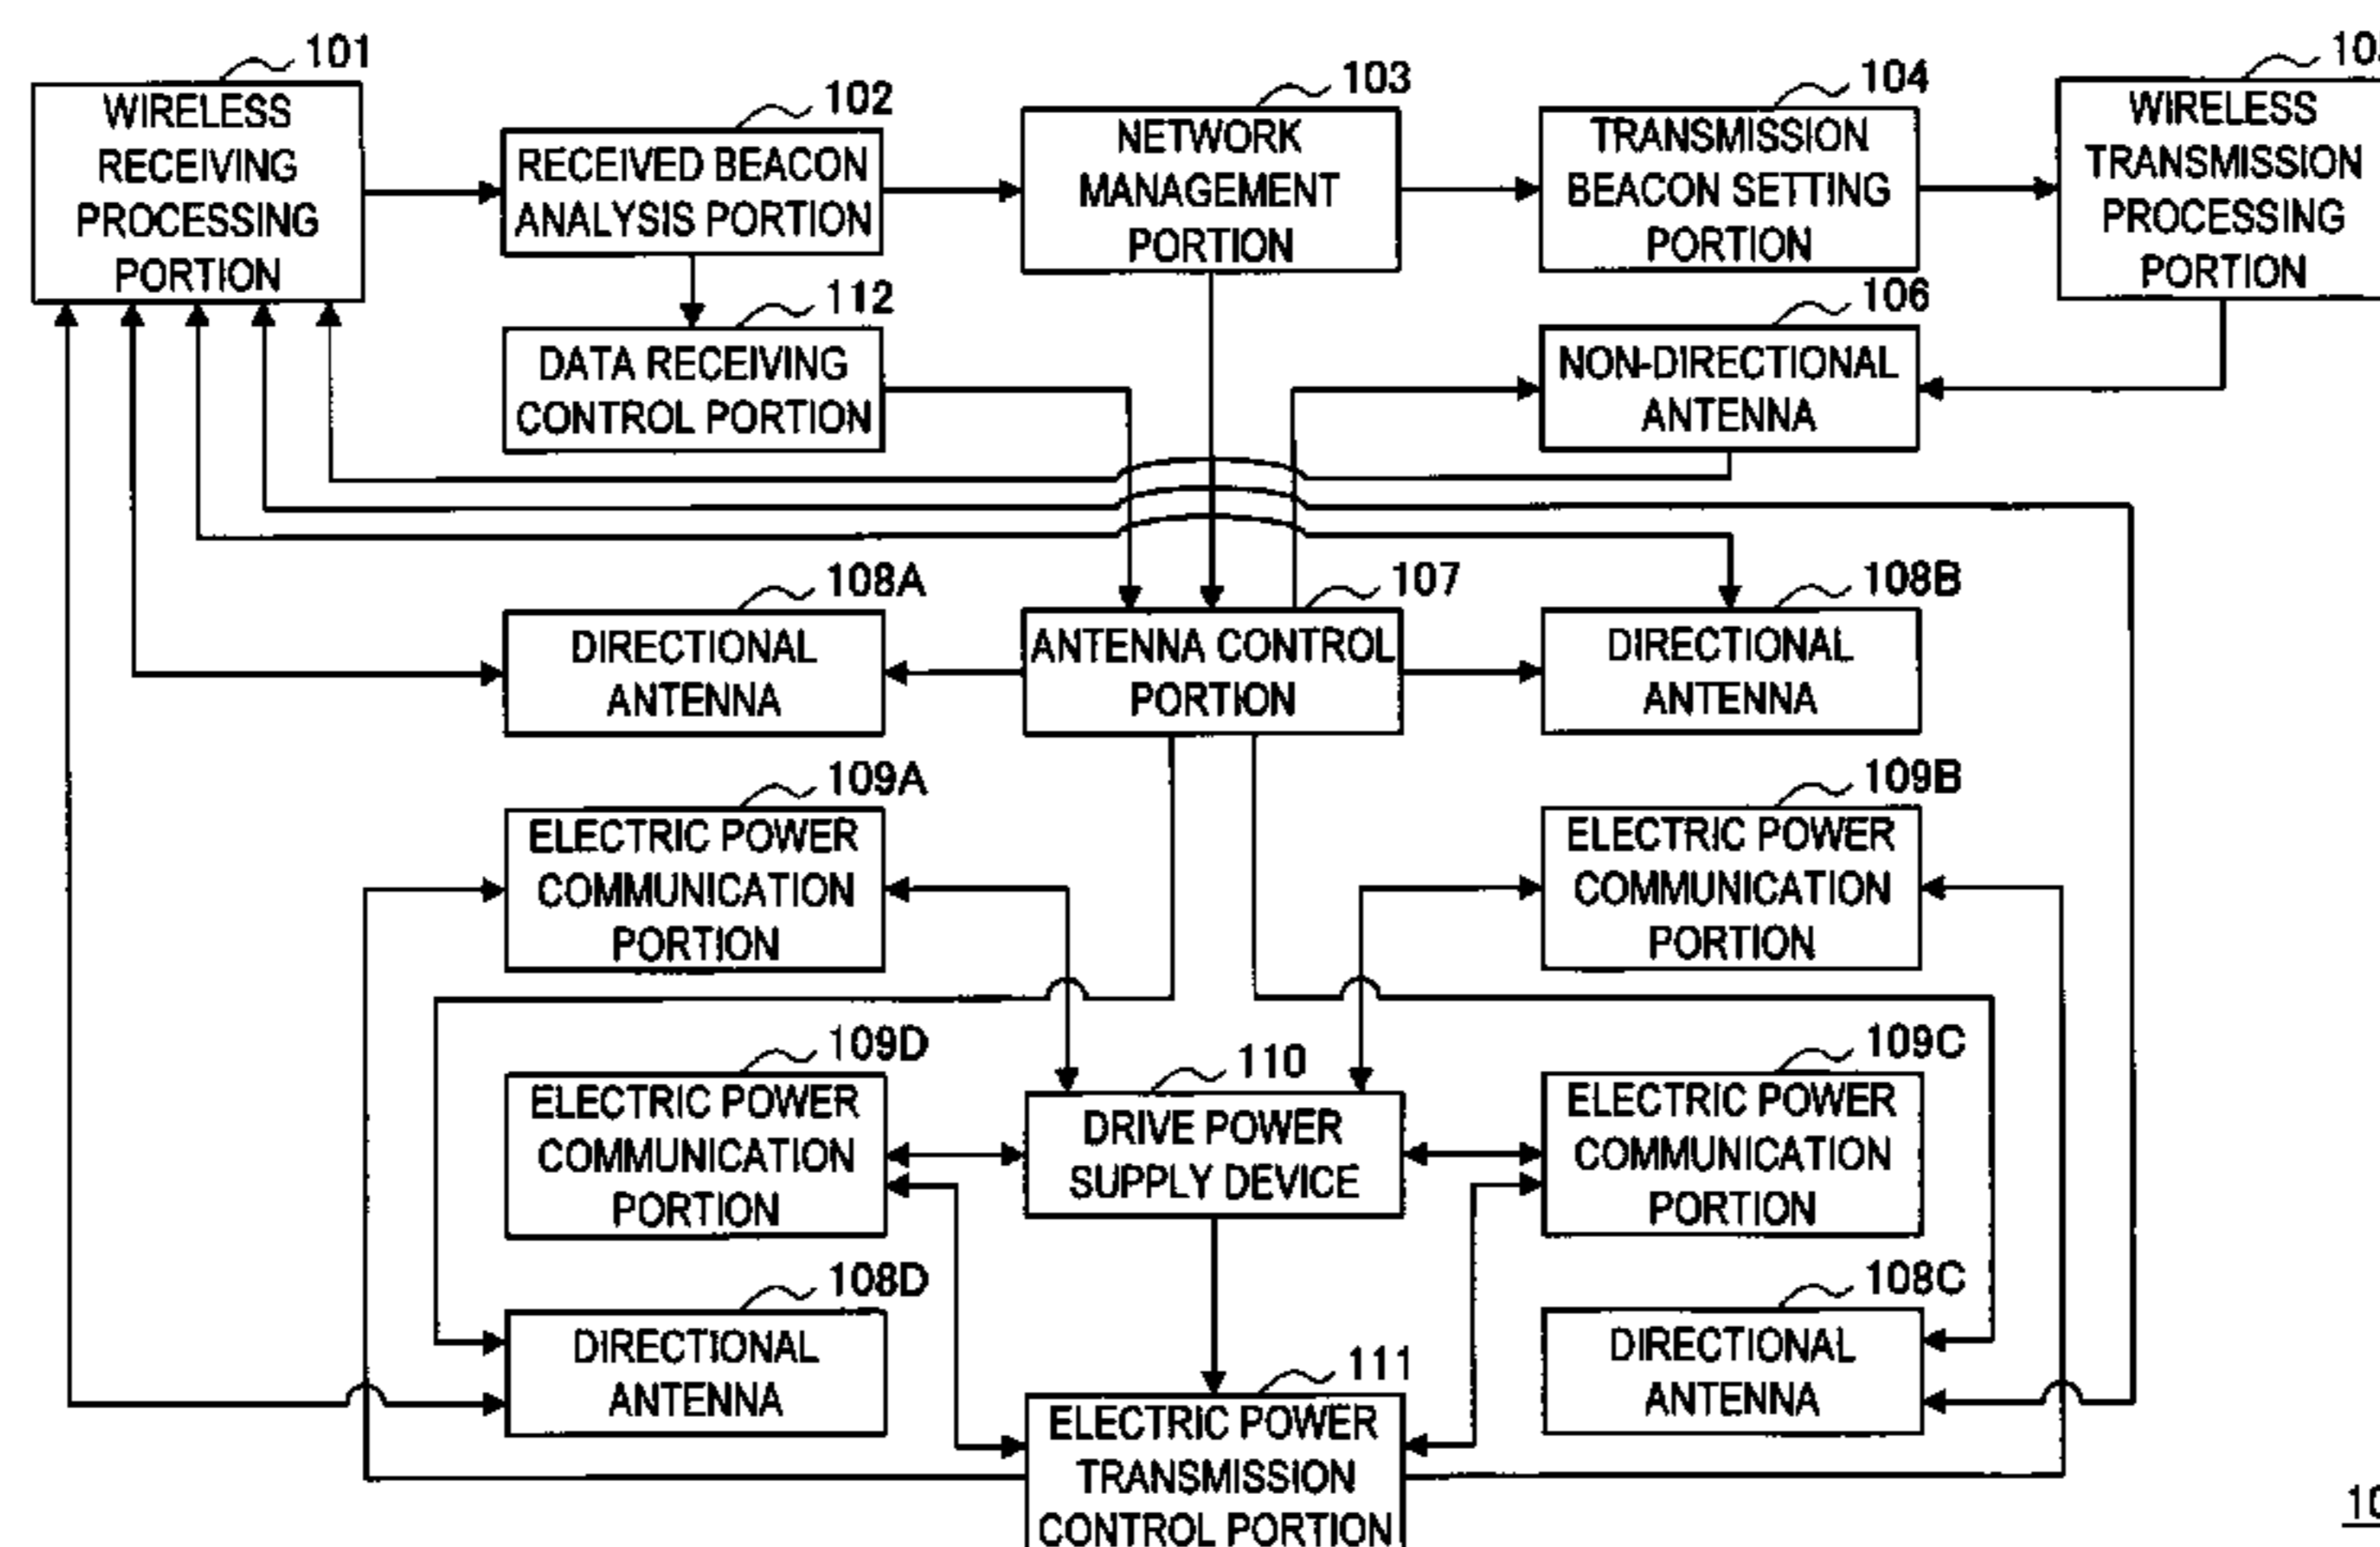 101
WIRELESS
RECEIVING
PROCESSING
PORTION
102
RECEIVED BEACON
ANALYSIS PORTION
103
NETWORK
MANAGEMENT
PORTION
104
TRANSMISSION
BEACON SETTING
PORTION
WIRELESS
TRANSMISSION
PROCESSING
PORTION
112
DATA RECEIVING
CONTROL PORTION
106
NON-DIRECTIONAL
ANTENNA
108A
DIRECTIONAL
ANTENNA
107
ANTENNA CONTROL
PORTION
108B
DIRECTIONAL
ANTENNA
109A
ELECTRIC POWER
COMMUNICATION
PORTION
109B
ELECTRIC POWER
COMMUNICATION
PORTION
109D
ELECTRIC POWER
COMMUNICATION
PORTION
110
DRIVE POWER
SUPPLY DEVICE
109C
ELECTRIC POWER
COMMUNICATION
PORTION
108D
DIRECTIONAL
ANTENNA
111
ELECTRIC POWER
TRANSMISSION
CONTROL PORTION
108C
DIRECTIONAL
ANTENNA